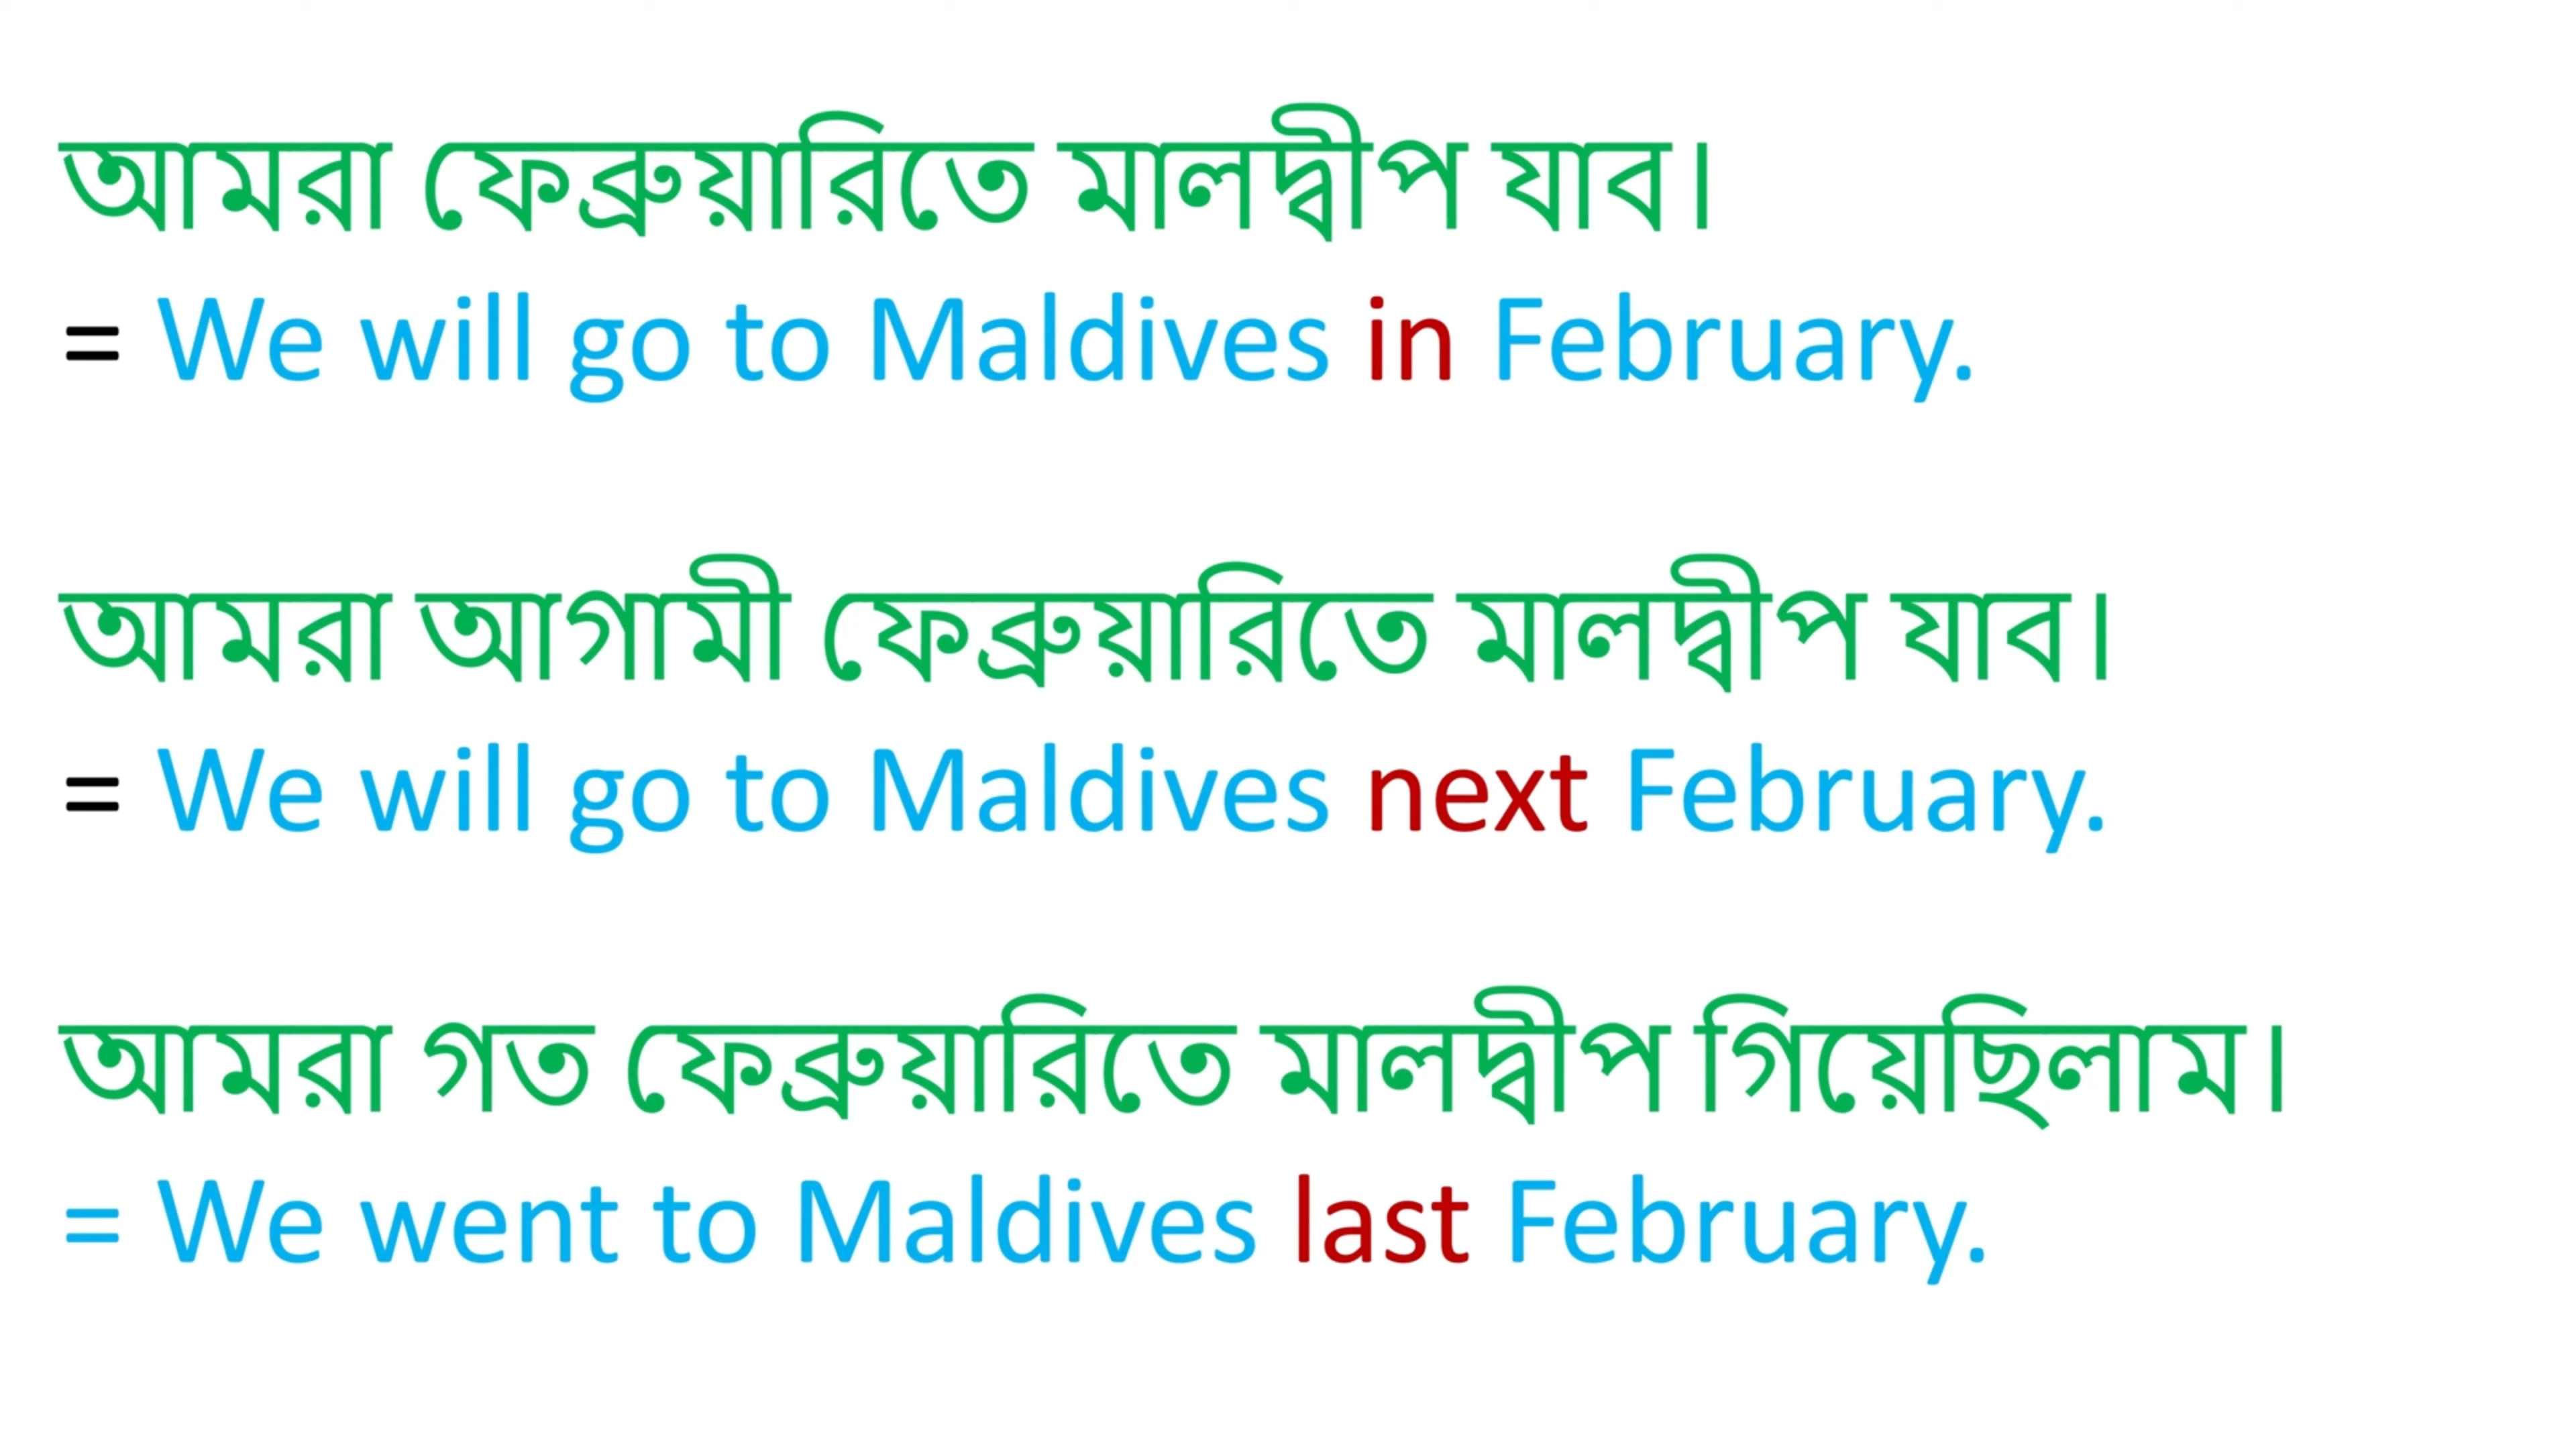 আমরা ফেব্রুয়ারিতে মালদ্বীপ যাব।
= We will go to Maldives in February.
আমরা আগামী ফেব্রুয়ারিতে মালদ্বীপ যাব।
= We will go to Maldives next February.
আমরা গত ফেব্রুয়ারিতে মালদ্বীপ গিয়েছিলাম।
= We went to Maldives last February.